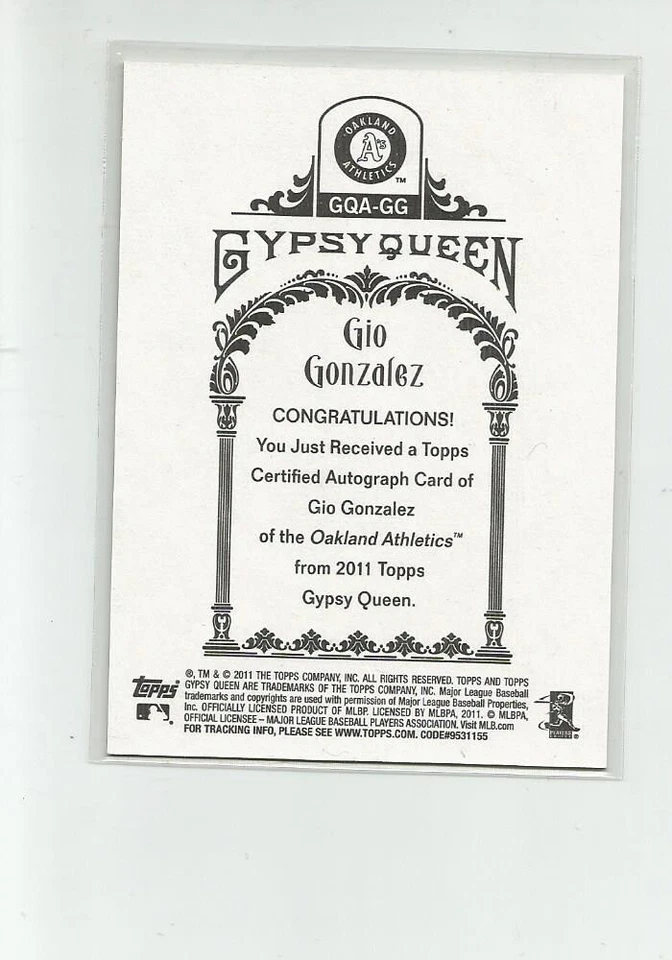 OAKLAND
A's
ATHLETICS
TM
GQA-GG
GYPSY QUEEN
Gio
Gonzalez
CONGRATULATIONS!
You Just Received a Topps
Certified Autograph Card of
Gio Gonzalez
of the Oakland Athletics™
from 2011 Topps
Gypsy Queen.
Topps
®, TM & © 2011 THE TOPPS COMPANY, INC. ALL RIGHTS RESERVED. TOPPS AND TOPPS
GYPSY QUEEN ARE TRADEMARKS OF THE TOPPS COMPANY, INC. Major League Baseball
trademarks and copyrights are used with permission of Major League Baseball Properties,
Inc. OFFICIALLY LICENSED PRODUCT OF MLBP. LICENSED BY MLBPA, 2011. © MLBPA,
OFFICIAL LICENSEE – MAJOR LEAGUE BASEBALL PLAYERS ASSOCIATION. Visit MLB.com
FOR TRACKING INFO, PLEASE SEE WWW.TOPPS.COM. CODE#9531155
PLAYERS